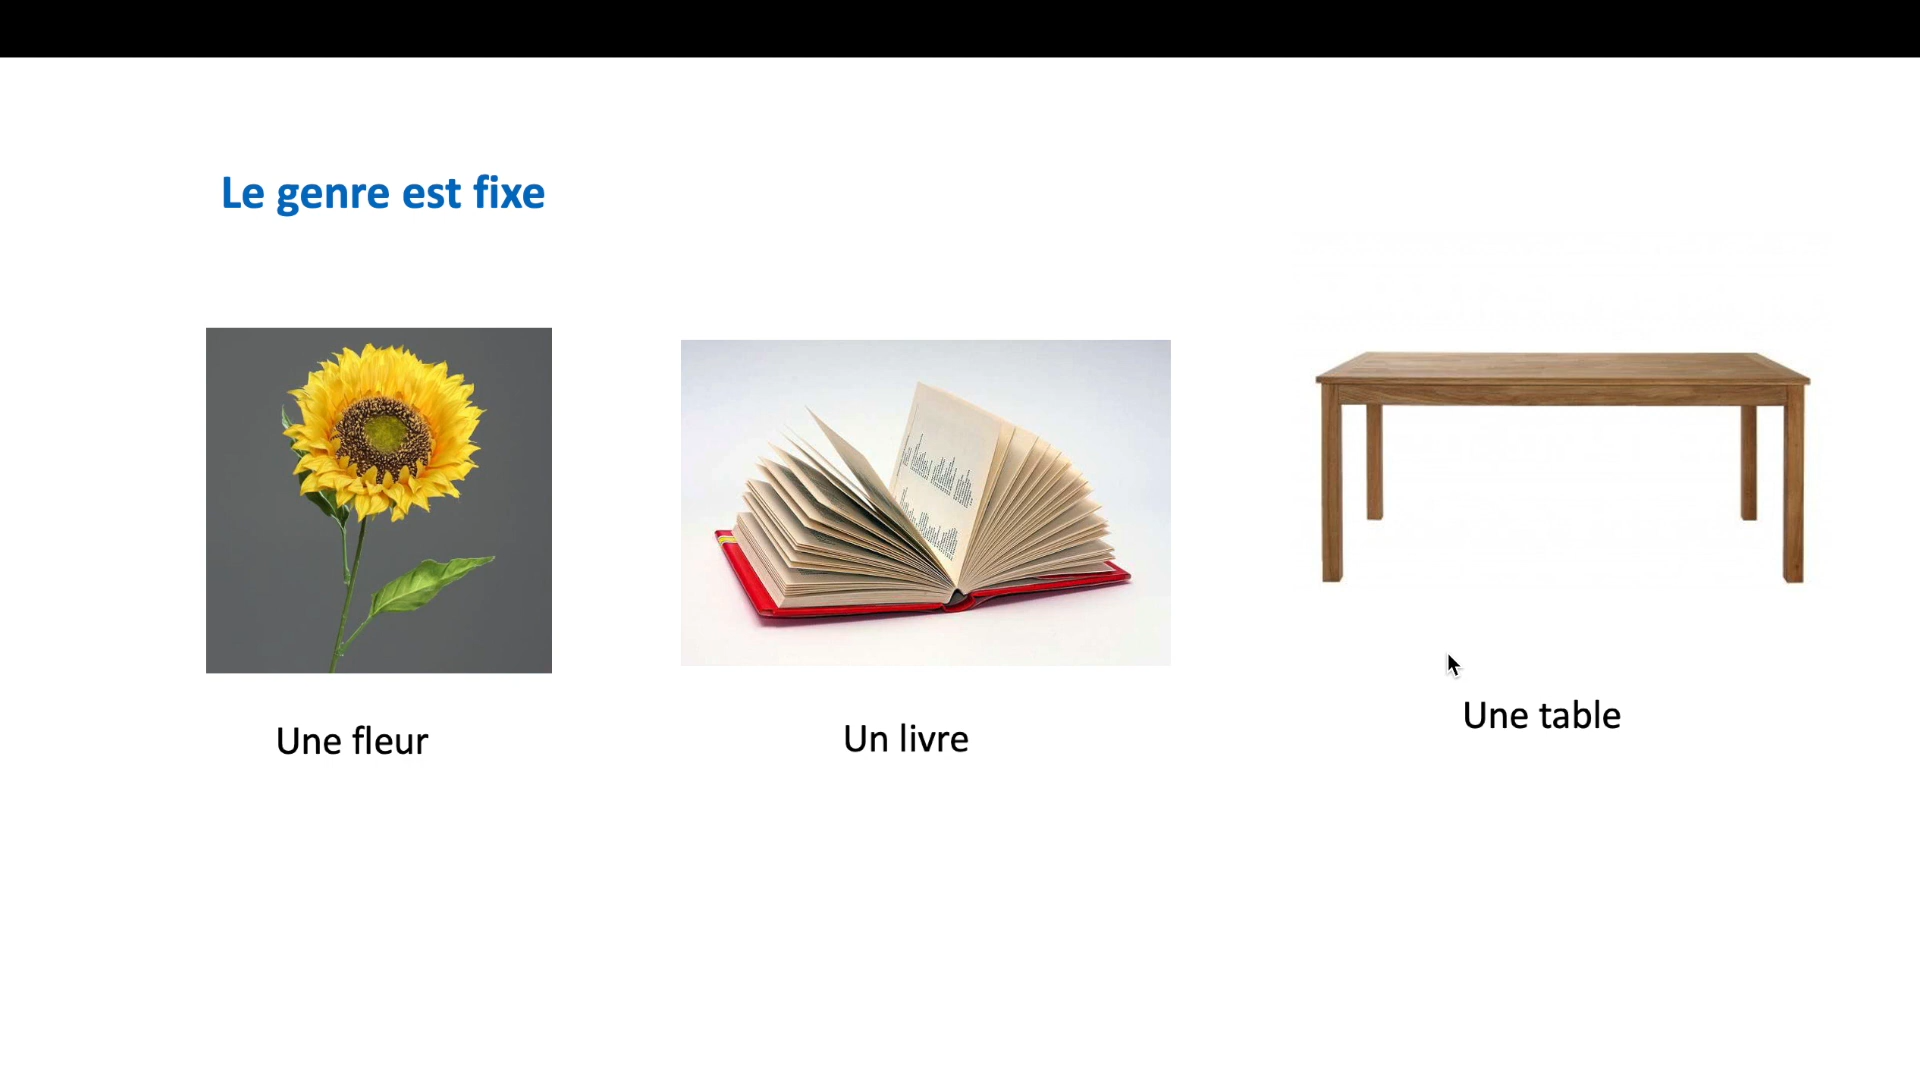 Le genre est fixe
Une fleur
Un livre
Une table